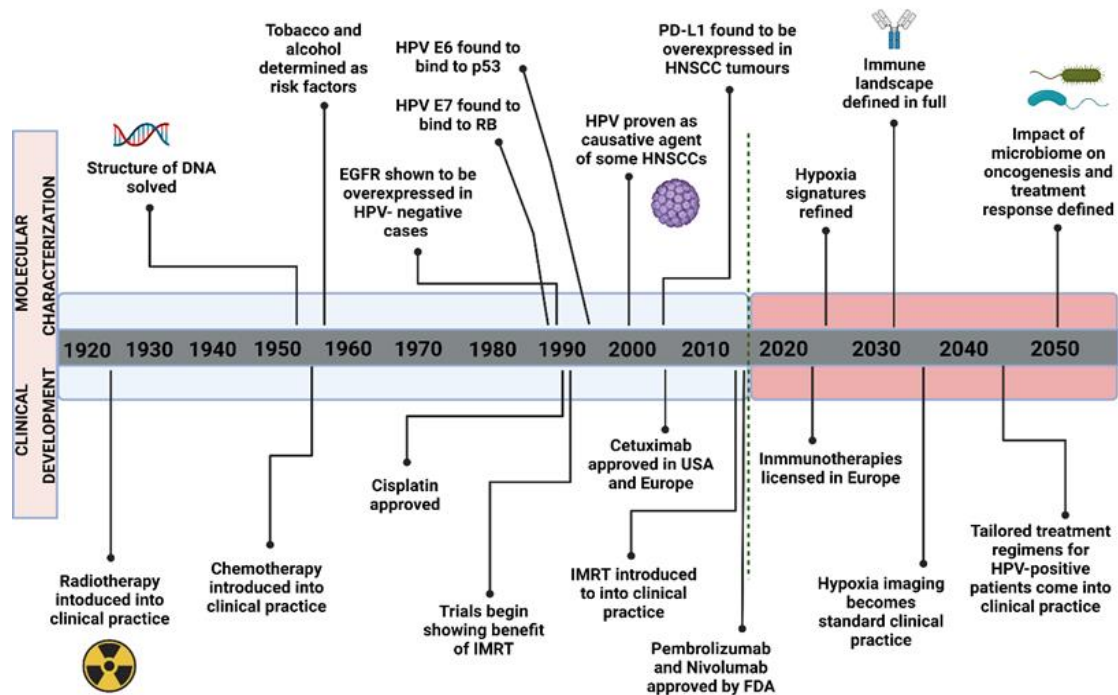 Tobacco and
alcohol
determined as
risk factors
HPV E6 found to
bind to p53
HPV E7 found to
bind to RB
PD-L1 found to be
overexpressed in
HNSCC tumours
Immune
landscape
defined in full
Structure of DNA
solved
EGFR shown to be
overexpressed in
HPV- negative
cases
HPV proven as
causative agent
of some HNSCCs
Hypoxia
signatures
refined
Impact of
microbiome on
oncogenesis and
treatment
response defined
MOLECULAR
CHARACTERIZATION
1920 1930 1940 1950 1960 1970 1980 1990 2000 2010 2020 2030 2040 2050
CLINICAL
DEVELOPMENT
Radiotherapy
intoduced into
clinical practice
Chemotherapy
introduced into
clinical practice
Cisplatin
approved
Trials begin
showing benefit
of IMRT
Cetuximab
approved in USA
and Europe
IMRT introduced
to into clinical
practice
Pembrolizumab
and Nivolumab
approved by FDA
Inmmunotherapies
licensed in Europe
Hypoxia imaging
becomes
standard clinical
practice
Tailored treatment
regimens for
HPV-positive
patients come into
clinical practice